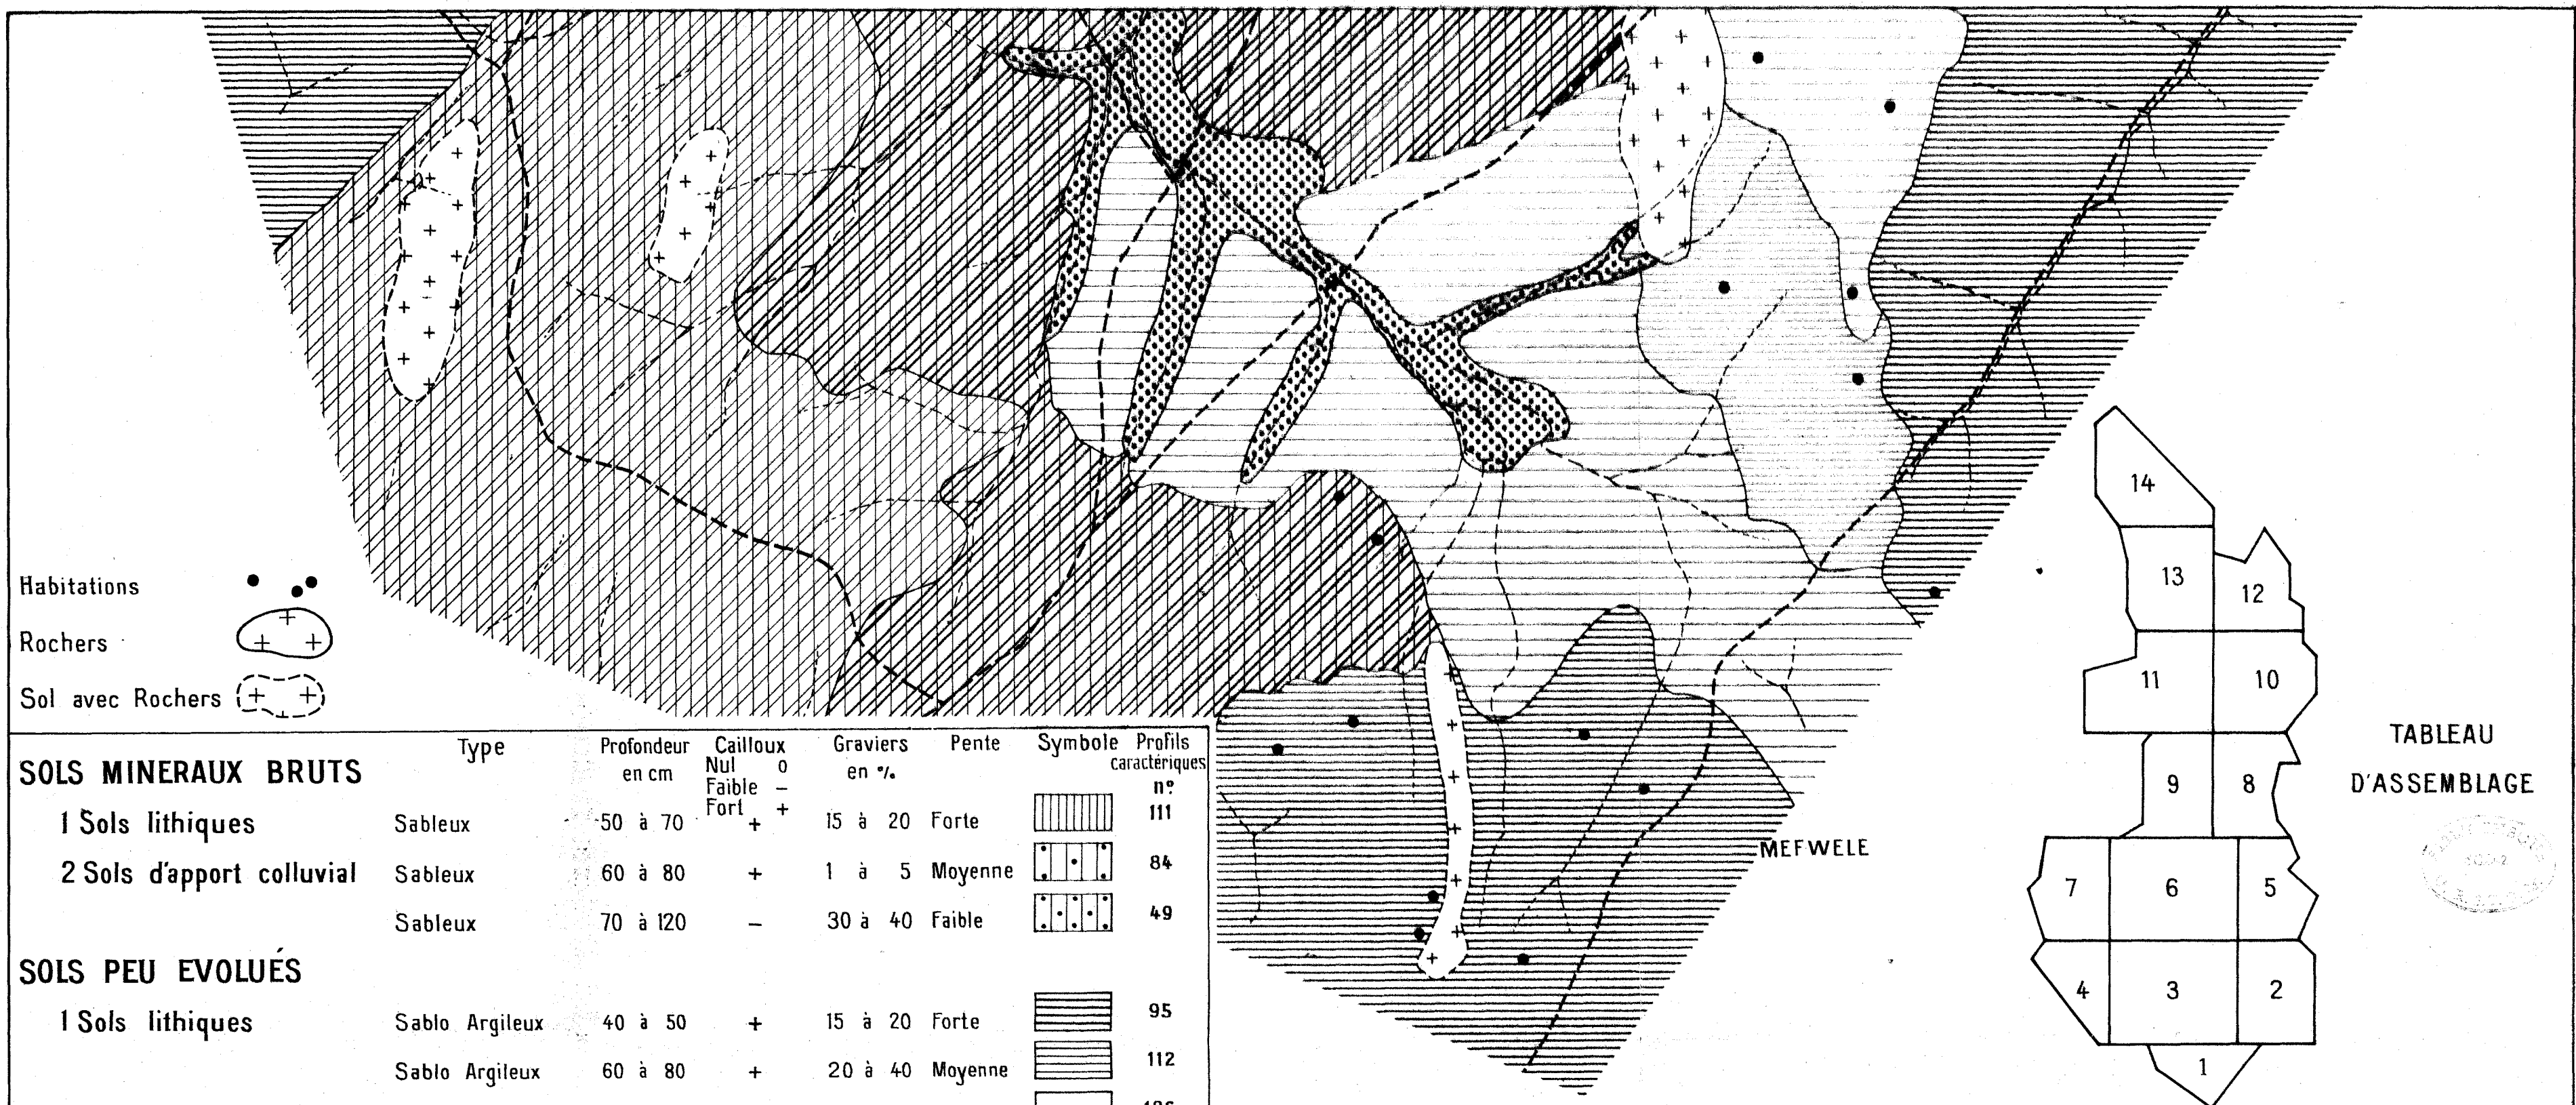 Habitations
Rochers
Sol avec Rochers
Type Profondeur en cm Cailloux Nul o Faible – Fort + Graviers en % Pente Symbole Profils caractériques nº
SOLS MINERAUX BRUTS
1 Sols lithiques Sableux 50 à 70 + 15 à 20 Forte 111
2 Sols d'apport colluvial Sableux 60 à 80 + 1 à 5 Moyenne 84
Sableux 70 à 120 – 30 à 40 Faible 49
SOLS PEU EVOLUÉS
1 Sols lithiques Sablo Argileux 40 à 50 + 15 à 20 Forte 95
Sablo Argileux 60 à 80 + 20 à 40 Moyenne 112
MEFWELE
14
13
12
11
10
9
8
7
6
5
4
3
2
1
TABLEAU
D'ASSEMBLAGE